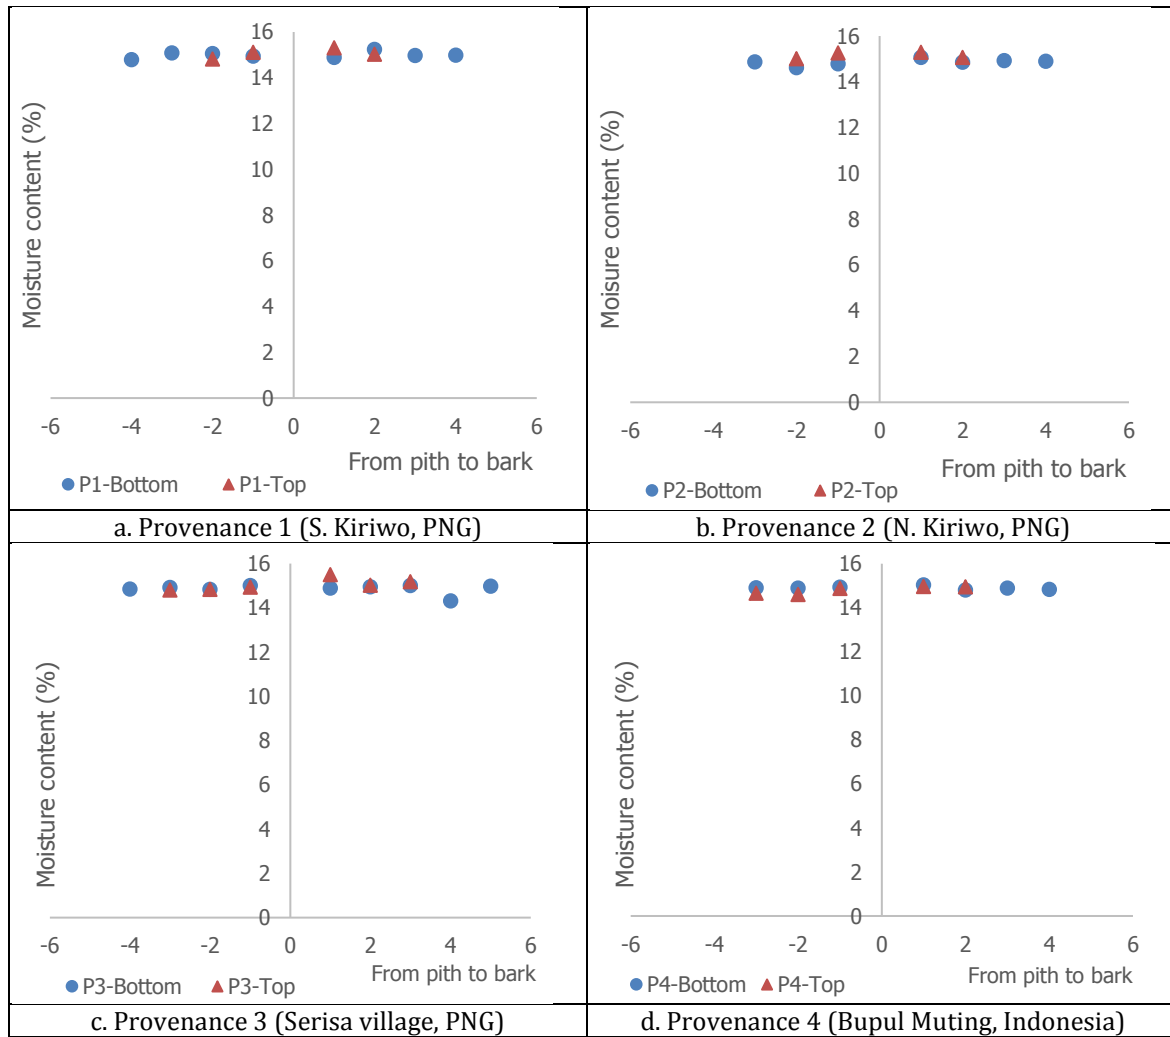 16
14
12
10
8
6
4
2
0
Moisture content (%)
-6 -4 -2 0 2 4 6
From pith to bark
P1-Bottom P1-Top
a. Provenance 1 (S. Kiriwo, PNG)
16
14
12
10
8
6
4
2
0
Moisure content (%)
-6 -4 -2 0 2 4 6
From pith to bark
P2-Bottom P2-Top
b. Provenance 2 (N. Kiriwo, PNG)
16
14
12
10
8
6
4
2
0
Moisture content (%)
-6 -4 -2 0 2 4 6
From pith to bark
P3-Bottom P3-Top
c. Provenance 3 (Serisa village, PNG)
16
14
12
10
8
6
4
2
0
Moisture content (%)
-6 -4 -2 0 2 4 6
From pith to bark
P4-Bottom P4-Top
d. Provenance 4 (Bupul Muting, Indonesia)